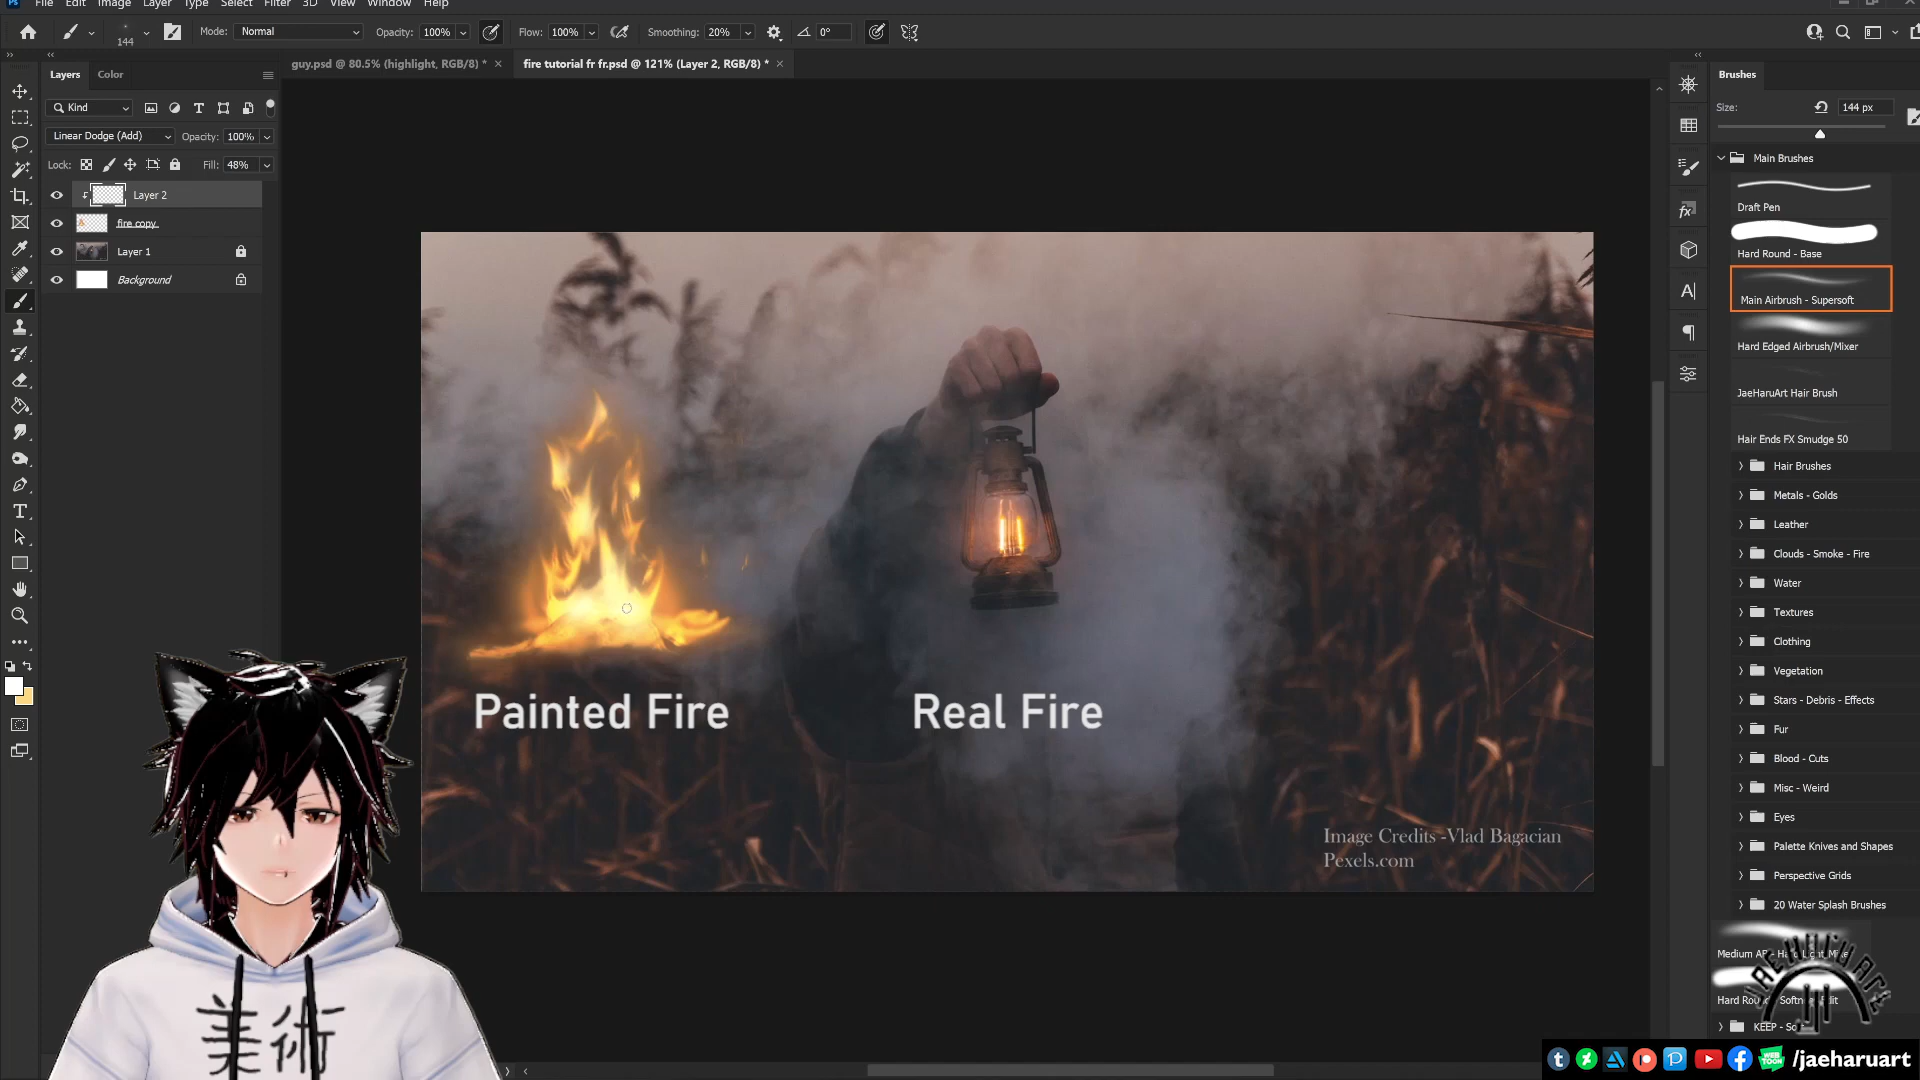 File Edit Image Layer Type Select Filter 3D View Window Help
144 Mode: Normal Opacity: 100% Flow: 100% Smoothing: 20% 0°
guy.psd @ 80.5% (highlight, RGB/8) * × fire tutorial fr fr.psd @ 121% (Layer 2, RGB/8) * ×
Layers Color
Kind
Linear Dodge (Add) Opacity: 100%
Lock: Fill: 48%
Layer 2
fire copy
Layer 1
Background
Painted Fire
Real Fire
Image Credits -Vlad Bagacian
Pexels.com
美術
Brushes
Size: 144 px
Main Brushes
Draft Pen
Hard Round - Base
Main Airbrush - Supersoft
Hard Edged Airbrush/Mixer
JaeHaruArt Hair Brush
Hair Ends FX Smudge 50
Hair Brushes
Metals - Golds
Leather
Clouds - Smoke - Fire
Water
Textures
Clothing
Vegetation
Stars - Debris - Effects
Fur
Blood - Cuts
Misc - Weird
Eyes
Palette Knives and Shapes
Perspective Grids
20 Water Splash Brushes
JAEHARU ART
/jaeharuart